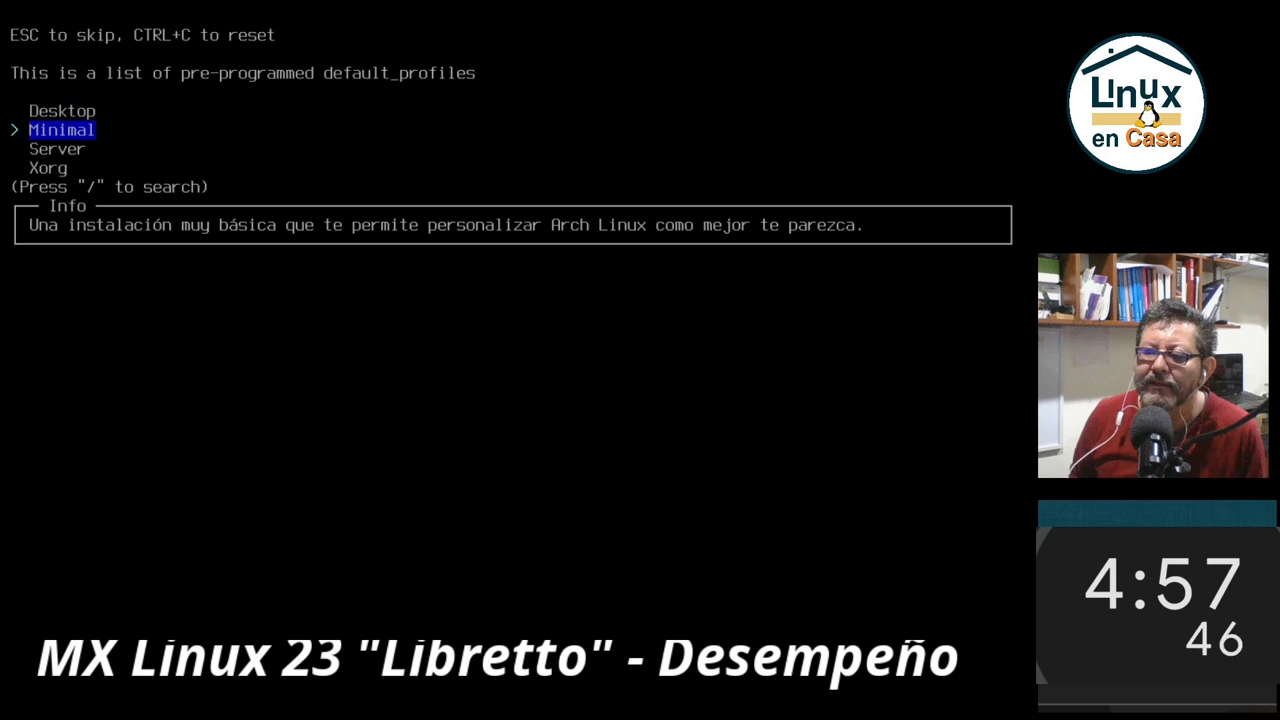 ESC to skip, CTRL+C to reset
This is a list of pre-programmed default_profiles
Desktop
> Minimal
Server
Xorg
(Press "/" to search)
Info
Una instalación muy básica que te permite personalizar Arch Linux como mejor te parezca.
Linux
en Casa
4:57
46
MX Linux 23 "Libretto" - Desempeño